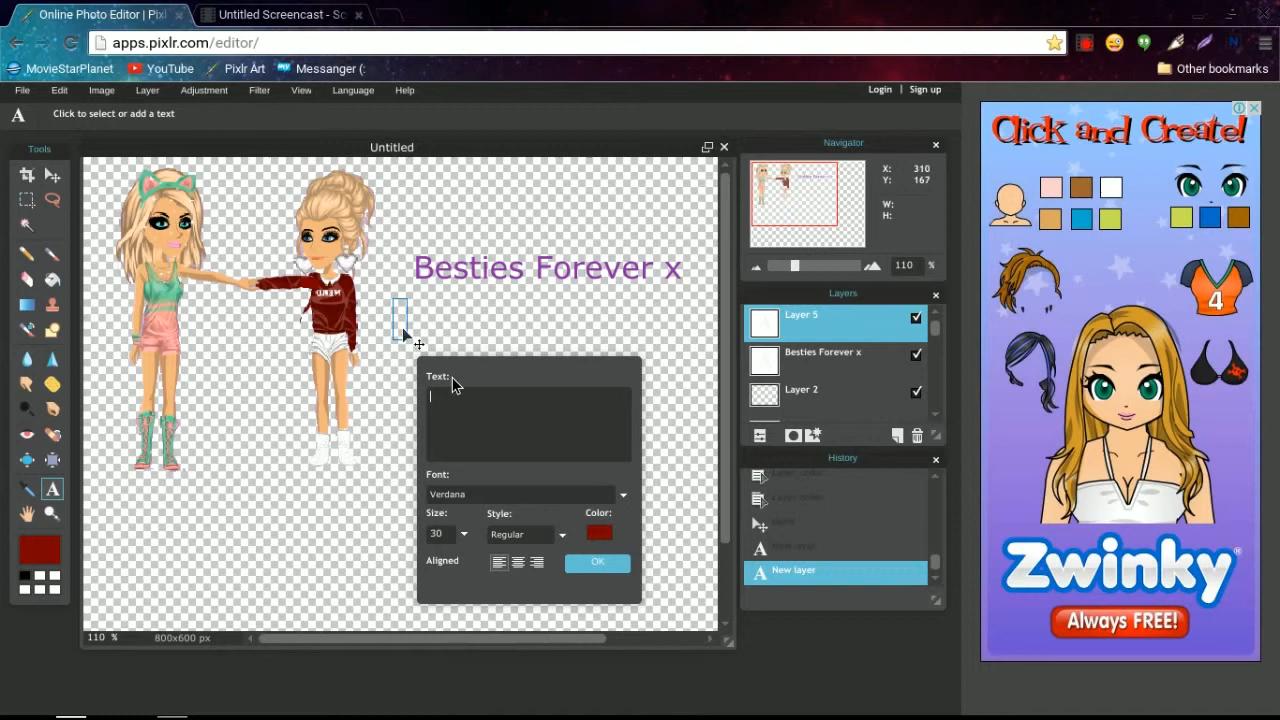 Online Photo Editor | Pixl
Untitled Screencast - Sc
apps.pixlr.com/editor/
MovieStarPlanet
YouTube
Pixlr Art
Messanger (:
Other bookmarks
File Edit Image Layer Adjustment Filter View Language Help
Login | Sign up
A Click to select or add a text
Tools
Untitled
Besties Forever x
MERLD
Text:
Font:
Verdana
Size:
Style:
Color:
30
Regular
Aligned
OK
110 %
800x600 px
Navigator
X: 310
Y: 167
W:
H:
110 %
Layers
Layer 5
Besties Forever x
Layer 2
History
New layer
Click and Create!
4
Zwinky®
Always FREE!